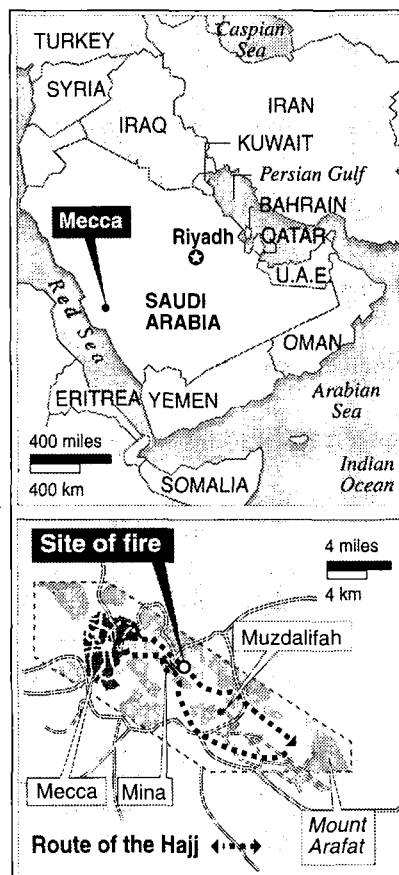 TURKEY
Caspian
Sea
SYRIA
IRAN
IRAQ
KUWAIT
Persian Gulf
BAHRAIN
Mecca
Riyadh
QATAR
U.A.E.
Red Sea
SAUDI
ARABIA
OMAN
ERITREA
YEMEN
Arabian
Sea
400 miles
400 km
Indian
Ocean
SOMALIA
Site of fire
4 miles
4 km
Muzdalifah
Mecca
Mina
Mount
Arafat
Route of the Hajj